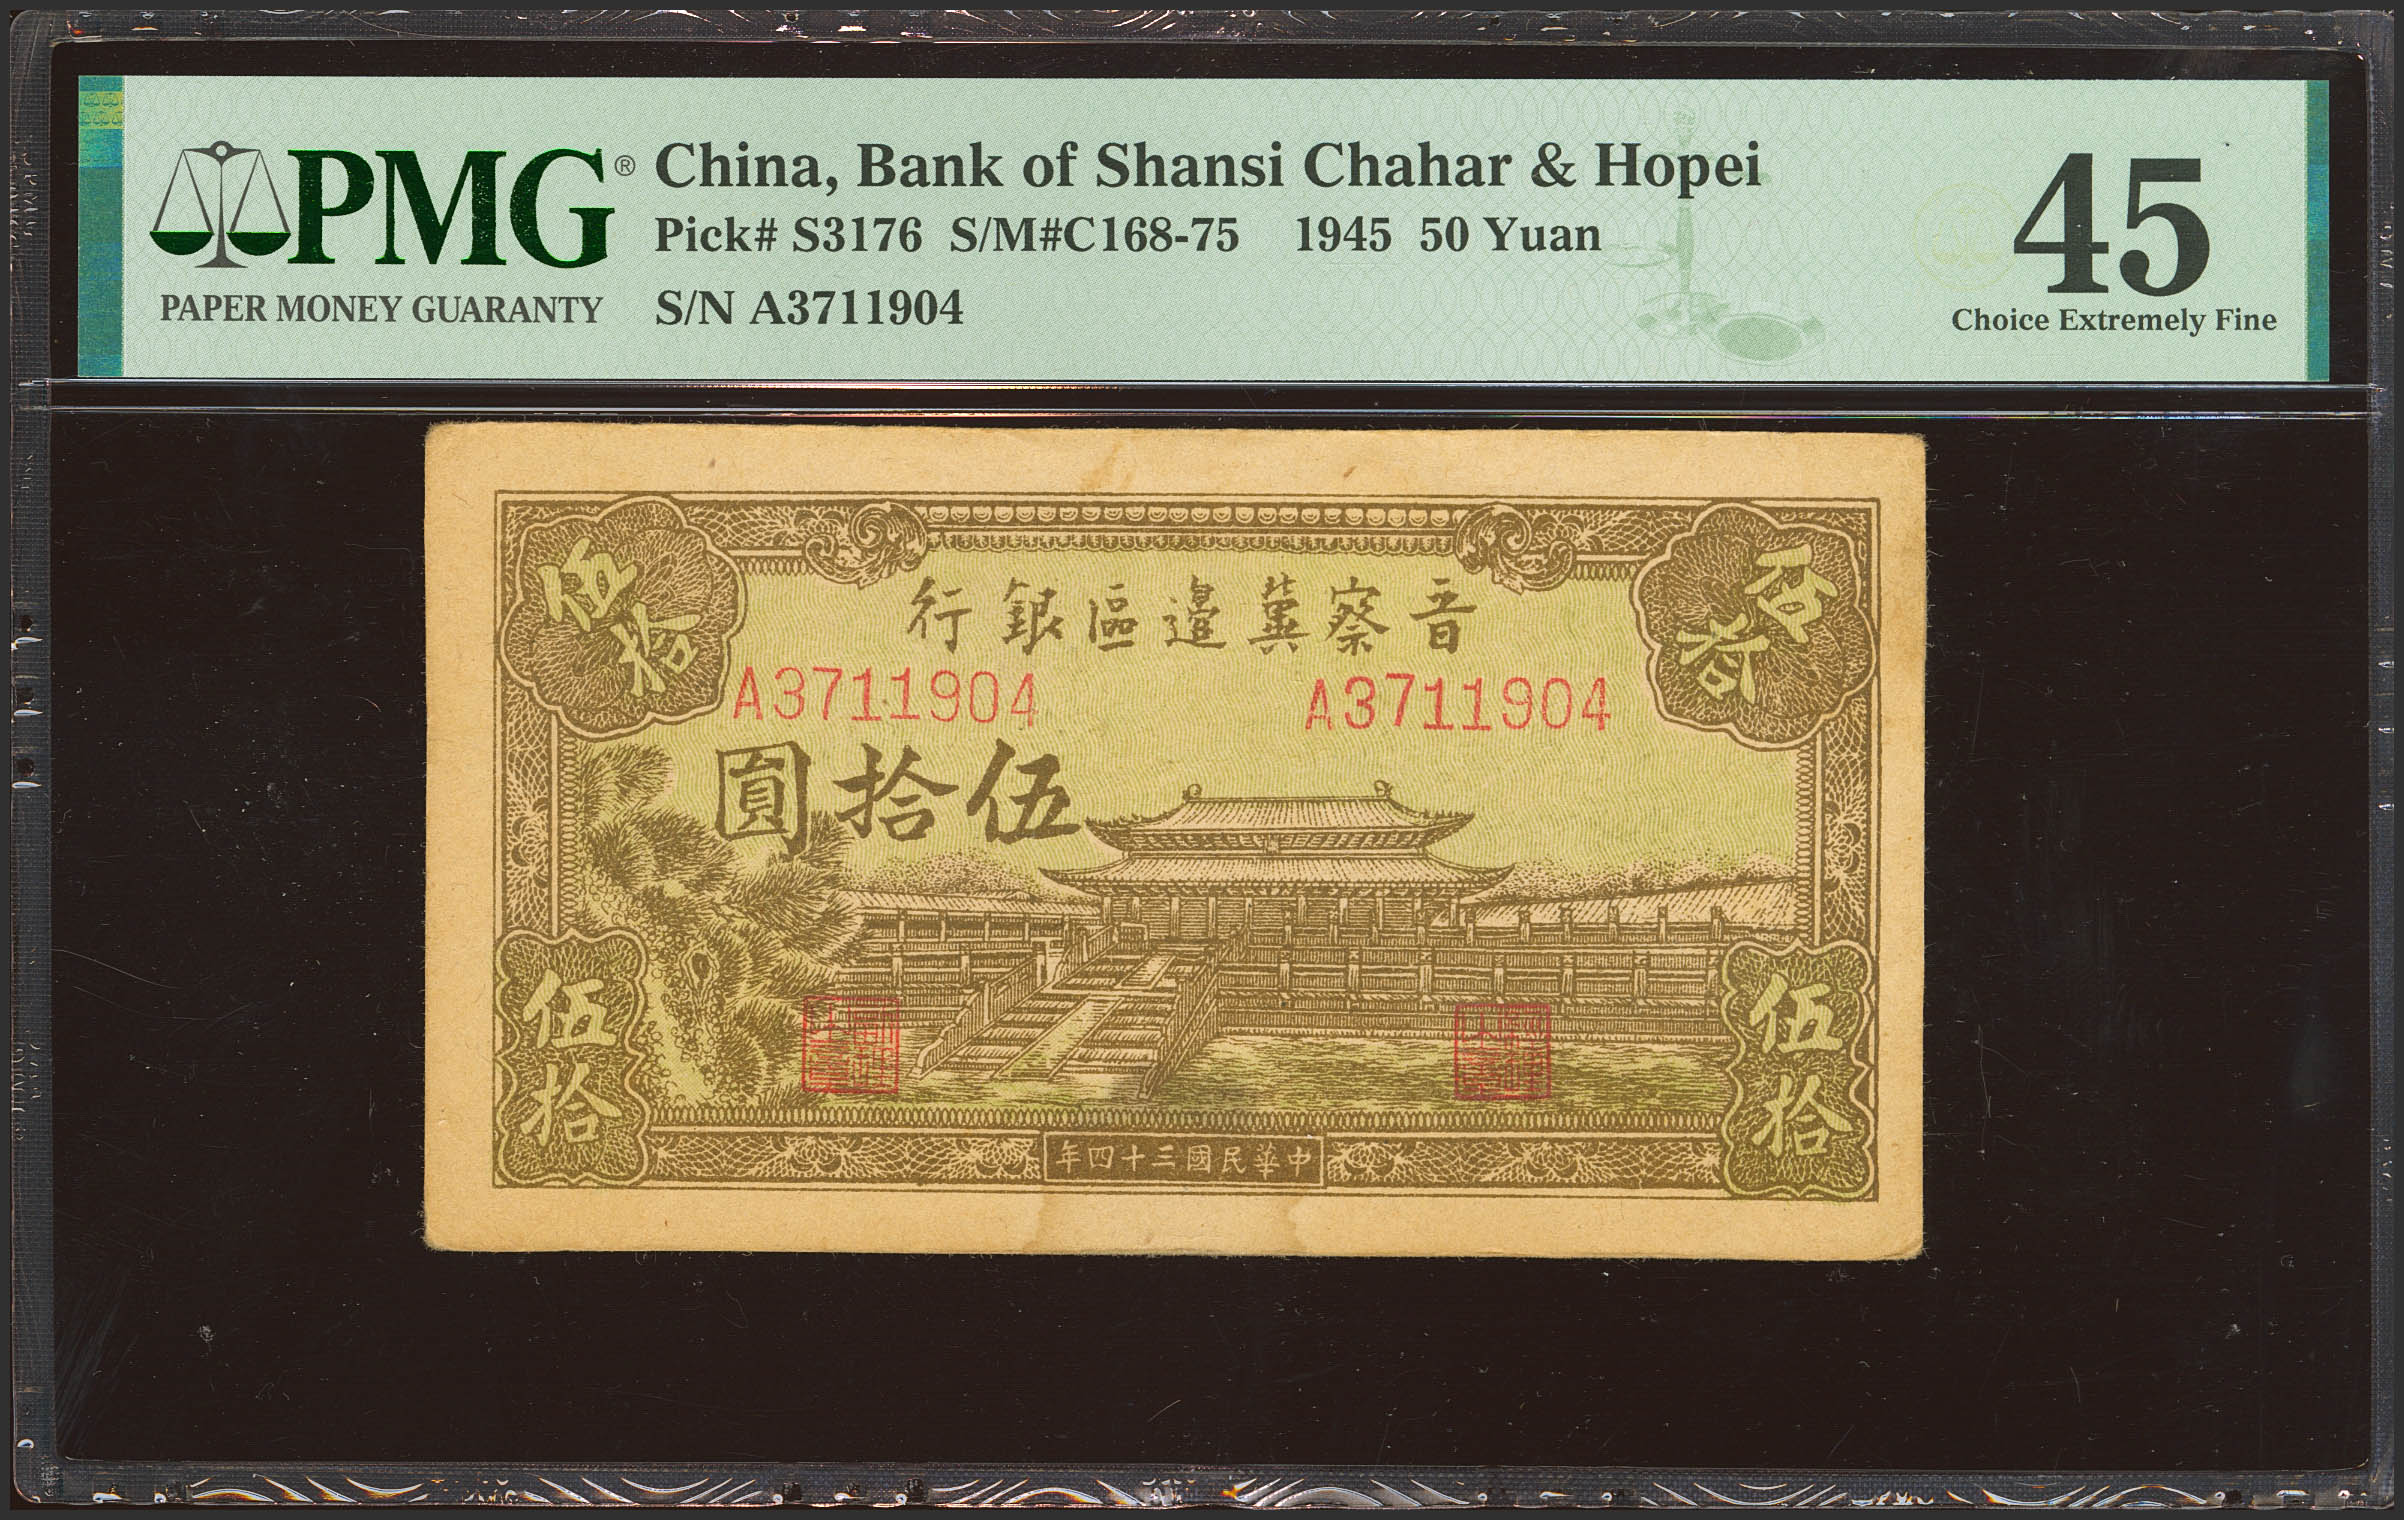 PMG®
PAPER MONEY GUARANTY
China, Bank of Shansi Chahar & Hopei
Pick# S3176 S/M#C168-75 1945 50 Yuan
S/N A3711904
45
Choice Extremely Fine
伍拾
晉察冀邊區銀行
A3711904 A3711904
伍拾圓
伍拾
伍拾
中華民國三十四年